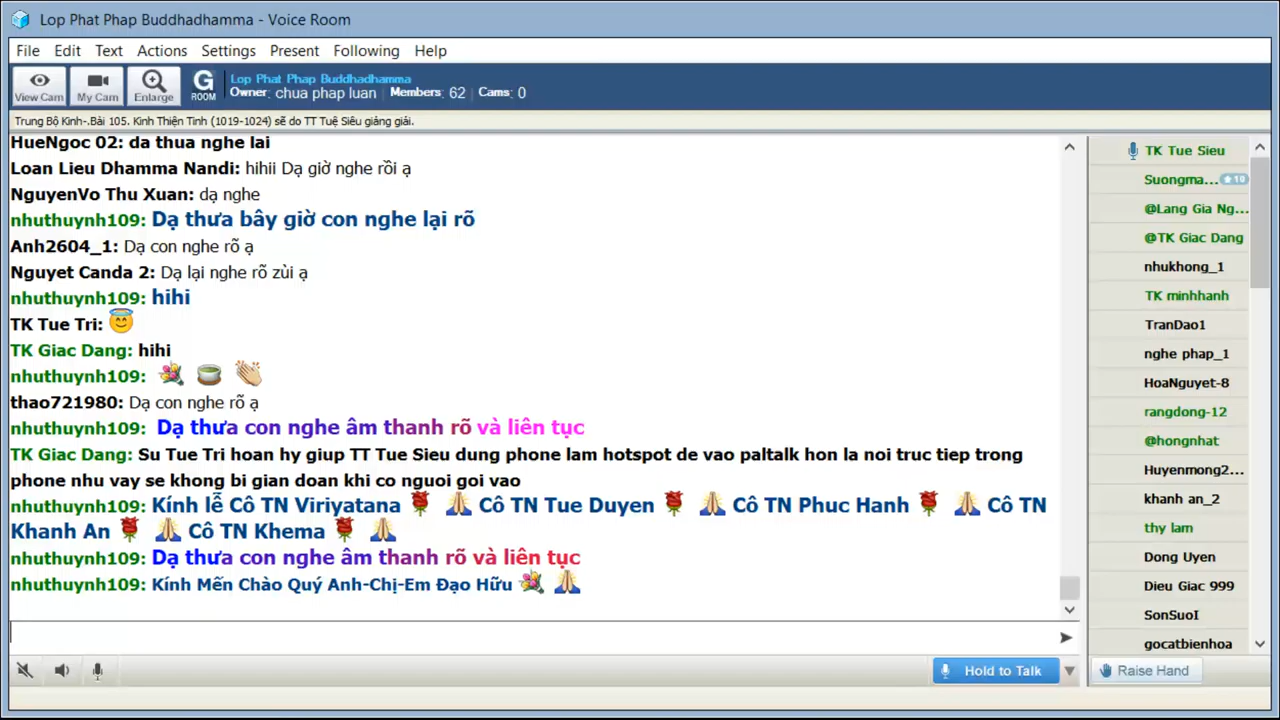 Lop Phat Phap Buddhadhamma - Voice Room
File Edit Text Actions Settings Present Following Help
View Cam My Cam Enlarge G ROOM
Lop Phat Phap Buddhadhamma
Owner: chua phap luan Members: 62 Cams: 0
Trung Bộ Kinh-.Bài 105. Kinh Thiện Tinh (1019-1024) sẽ do TT Tuệ Siêu giảng giải.
HueNgoc 02: da thua nghe lai
Loan Lieu Dhamma Nandi: hihii Dạ giờ nghe rồi ạ
NguyenVo Thu Xuan: dạ nghe
nhuthuynh109: Dạ thưa bây giờ con nghe lại rõ
Anh2604_1: Dạ con nghe rõ ạ
Nguyet Canda 2: Dạ lại nghe rõ zùi ạ
nhuthuynh109: hihi
TK Tue Tri: 😇
TK Giac Dang: hihi
nhuthuynh109: 💐 🍵 👏
thao721980: Dạ con nghe rõ ạ
nhuthuynh109: Dạ thưa con nghe âm thanh rõ và liên tục
TK Giac Dang: Su Tue Tri hoan hy giup TT Tue Sieu dung phone lam hotspot de vao paltalk hon la noi truc tiep trong
phone nhu vay se khong bi gian doan khi co nguoi goi vao
nhuthuynh109: Kính lễ Cô TN Viriyatana 🌹 🙏 Cô TN Tue Duyen 🌹 🙏 Cô TN Phuc Hanh 🌹 🙏 Cô TN
Khanh An 🌹 🙏 Cô TN Khema 🌹 🙏
nhuthuynh109: Dạ thưa con nghe âm thanh rõ và liên tục
nhuthuynh109: Kính Mến Chào Quý Anh-Chị-Em Đạo Hữu 💐 🙏
TK Tue Sieu
Suongma... 10
@Lang Gia Ng...
@TK Giac Dang
nhukhong_1
TK minhhanh
TranDao1
nghe phap_1
HoaNguyet-8
rangdong-12
@hongnhat
Huyenmong2...
khanh an_2
thy lam
Dong Uyen
Dieu Giac 999
SonSuoI
gocatbienhoa
Hold to Talk
Raise Hand